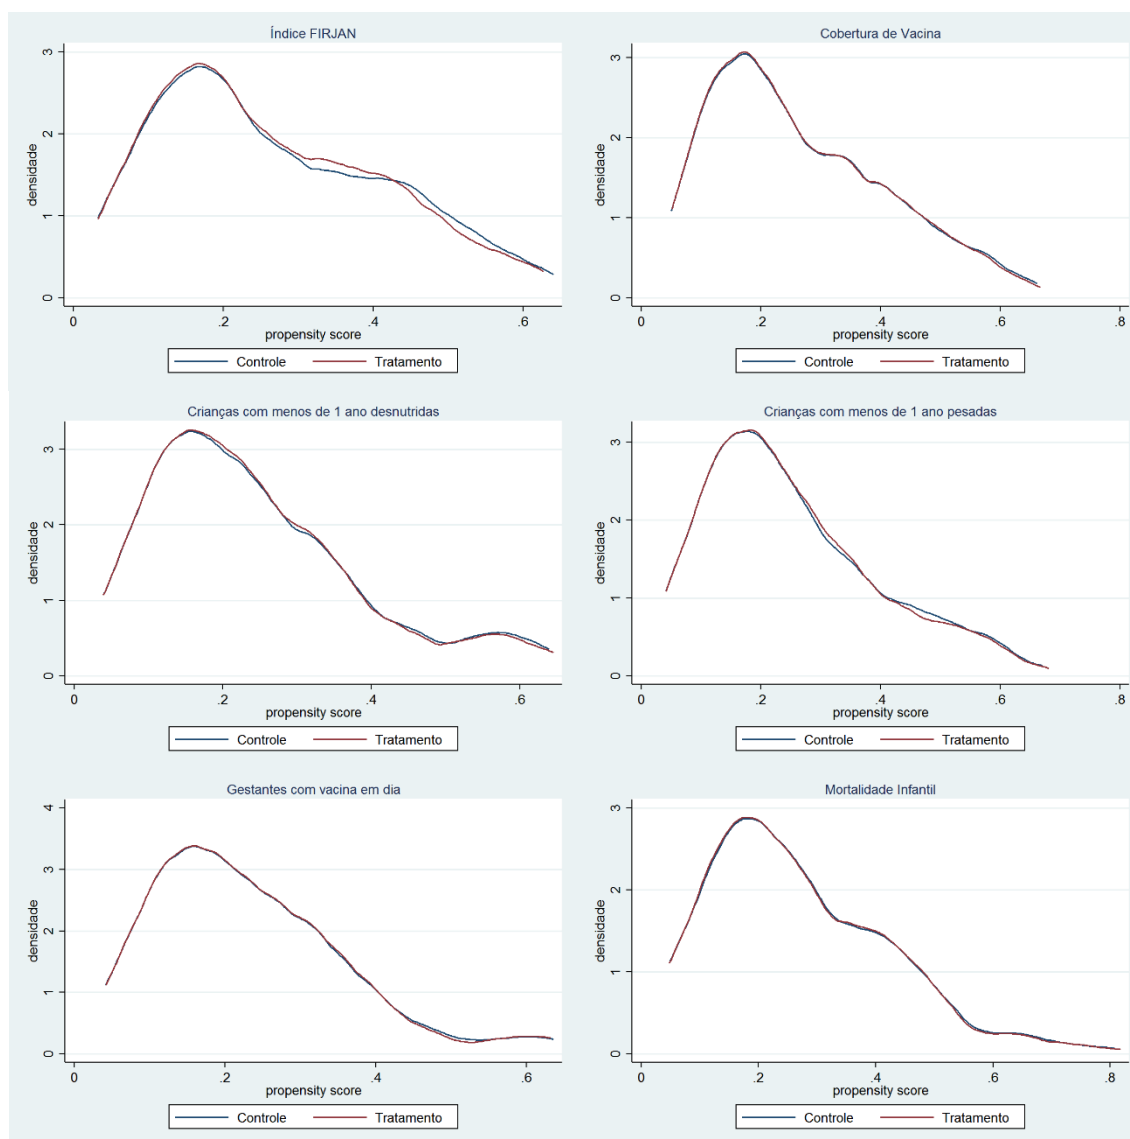 Índice FIRJAN
densidade
3
2
1
0
0 .2 .4 .6
propensity score
Controle Tratamento
Cobertura de Vacina
densidade
3
2
1
0
0 .2 .4 .6 .8
propensity score
Controle Tratamento
Crianças com menos de 1 ano desnutridas
densidade
3
2
1
0
0 .2 .4 .6
propensity score
Controle Tratamento
Crianças com menos de 1 ano pesadas
densidade
3
2
1
0
0 .2 .4 .6 .8
propensity score
Controle Tratamento
Gestantes com vacina em dia
densidade
4
3
2
1
0
0 .2 .4 .6
propensity score
Controle Tratamento
Mortalidade Infantil
densidade
3
2
1
0
0 .2 .4 .6 .8
propensity score
Controle Tratamento